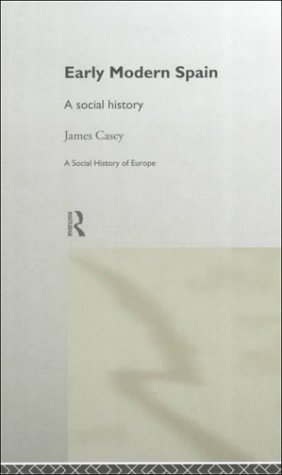 Early Modern Spain
A social history
James Casey
A Social History of Europe
R